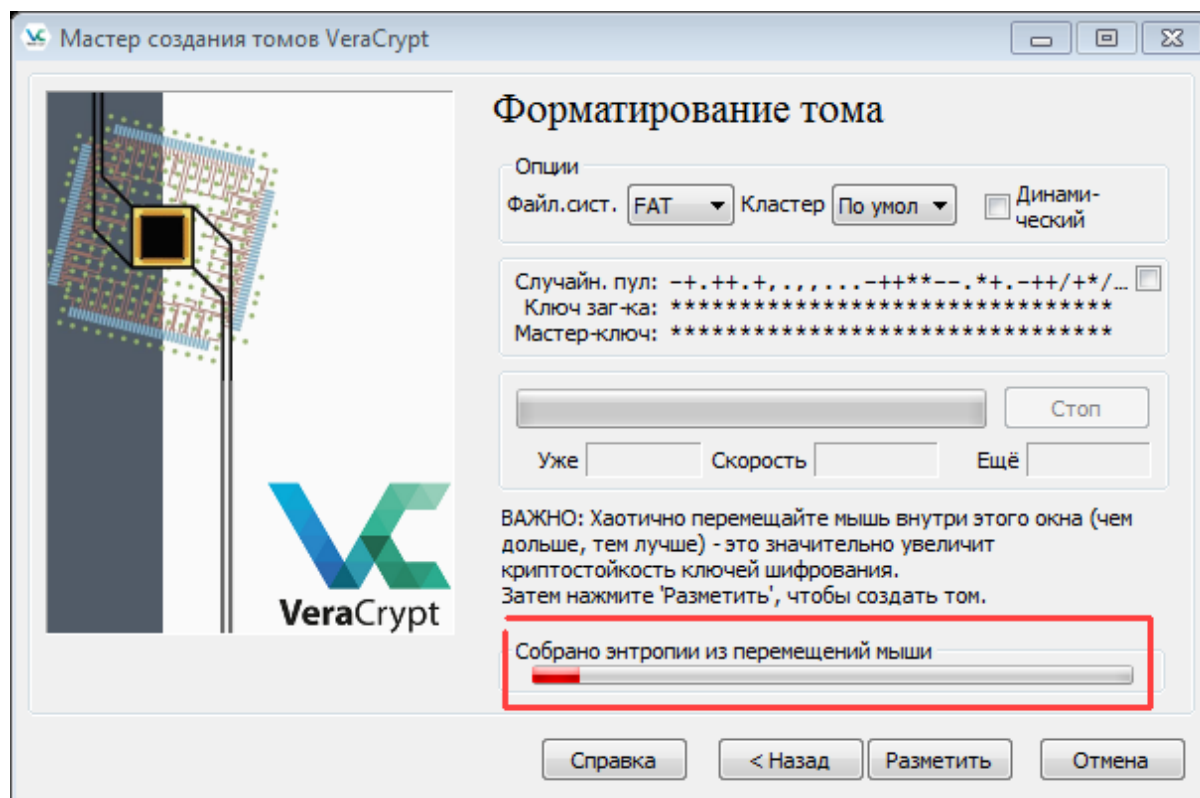 Мастер создания томов VeraCrypt
Форматирование тома
Опции
Файл.сист. FAT Кластер По умол Динами-
ческий
Случайн. пул: -+.++.+,.,,...-++**--.*+.-++/+*/...
Ключ заг-ка: ********************************
Мастер-ключ: ********************************
Стоп
Уже Скорость Ещё
ВАЖНО: Хаотично перемещайте мышь внутри этого окна (чем
дольше, тем лучше) - это значительно увеличит
криптостойкость ключей шифрования.
Затем нажмите 'Разметить', чтобы создать том.
VeraCrypt
Собрано энтропии из перемещений мыши
Справка < Назад Разметить Отмена